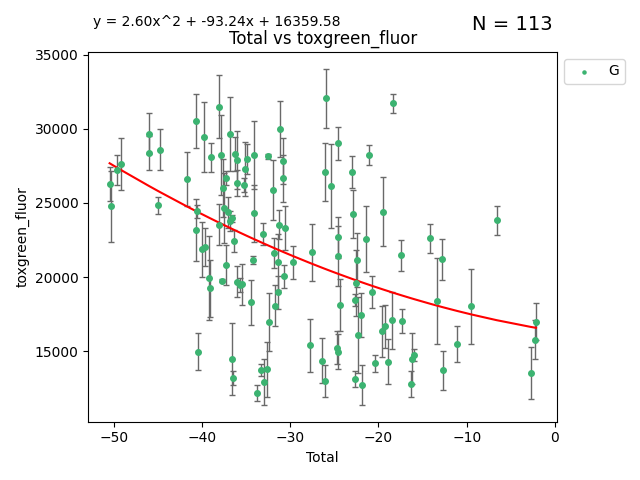 y = 2.60x^2 + -93.24x + 16359.58
N = 113
Total vs toxgreen_fluor
G
toxgreen_fluor
35000
30000
25000
20000
15000
−50 −40 −30 −20 −10 0
Total